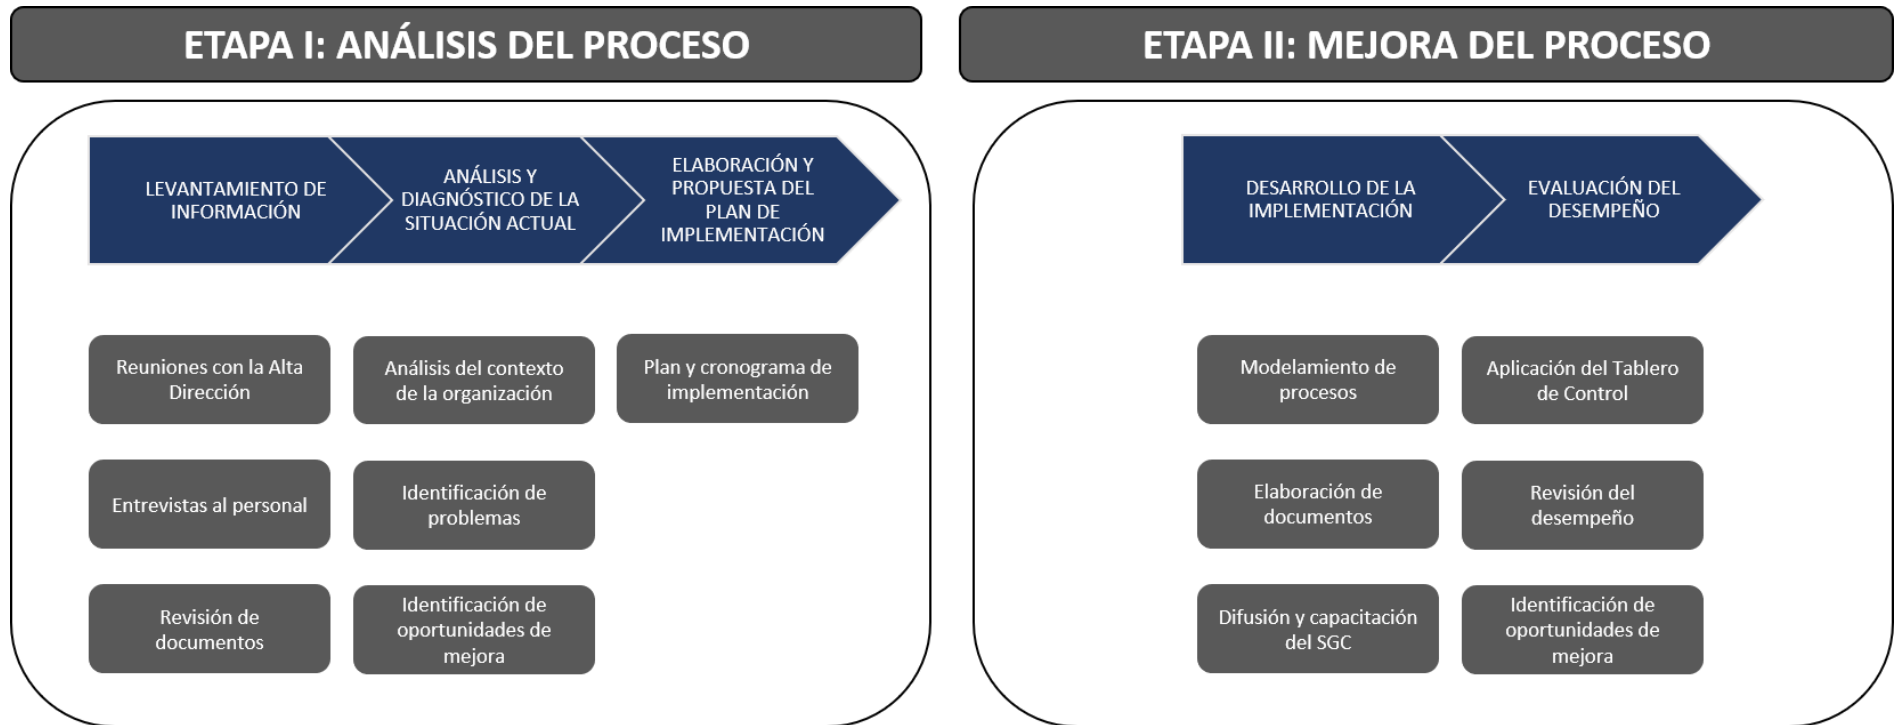 ETAPA I: ANÁLISIS DEL PROCESO
LEVANTAMIENTO DE
INFORMACIÓN
ANÁLISIS Y
DIAGNÓSTICO DE LA
SITUACIÓN ACTUAL
ELABORACIÓN Y
PROPUESTA DEL
PLAN DE
IMPLEMENTACIÓN
Reuniones con la Alta
Dirección
Análisis del contexto
de la organización
Plan y cronograma de
implementación
Entrevistas al personal
Identificación de
problemas
Revisión de
documentos
Identificación de
oportunidades de
mejora
ETAPA II: MEJORA DEL PROCESO
DESARROLLO DE LA
IMPLEMENTACIÓN
EVALUACIÓN DEL
DESEMPEÑO
Modelamiento de
procesos
Aplicación del Tablero
de Control
Elaboración de
documentos
Revisión del
desempeño
Difusión y capacitación
del SGC
Identificación de
oportunidades de
mejora